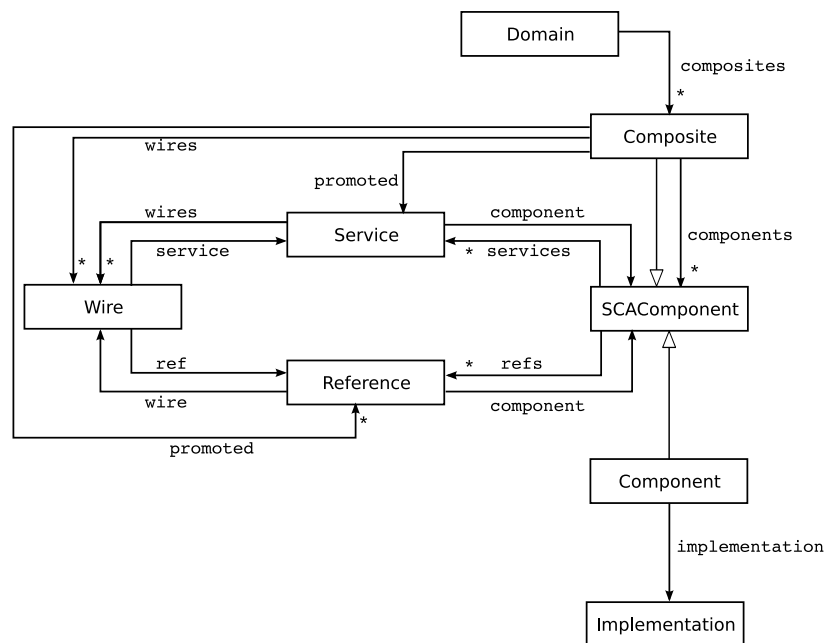 Domain
composites
*
Composite
wires
promoted
wires
Service
component
components
service
* services
* *
*
Wire
SCAComponent
ref
* refs
Reference
wire
component
*
promoted
Component
implementation
Implementation